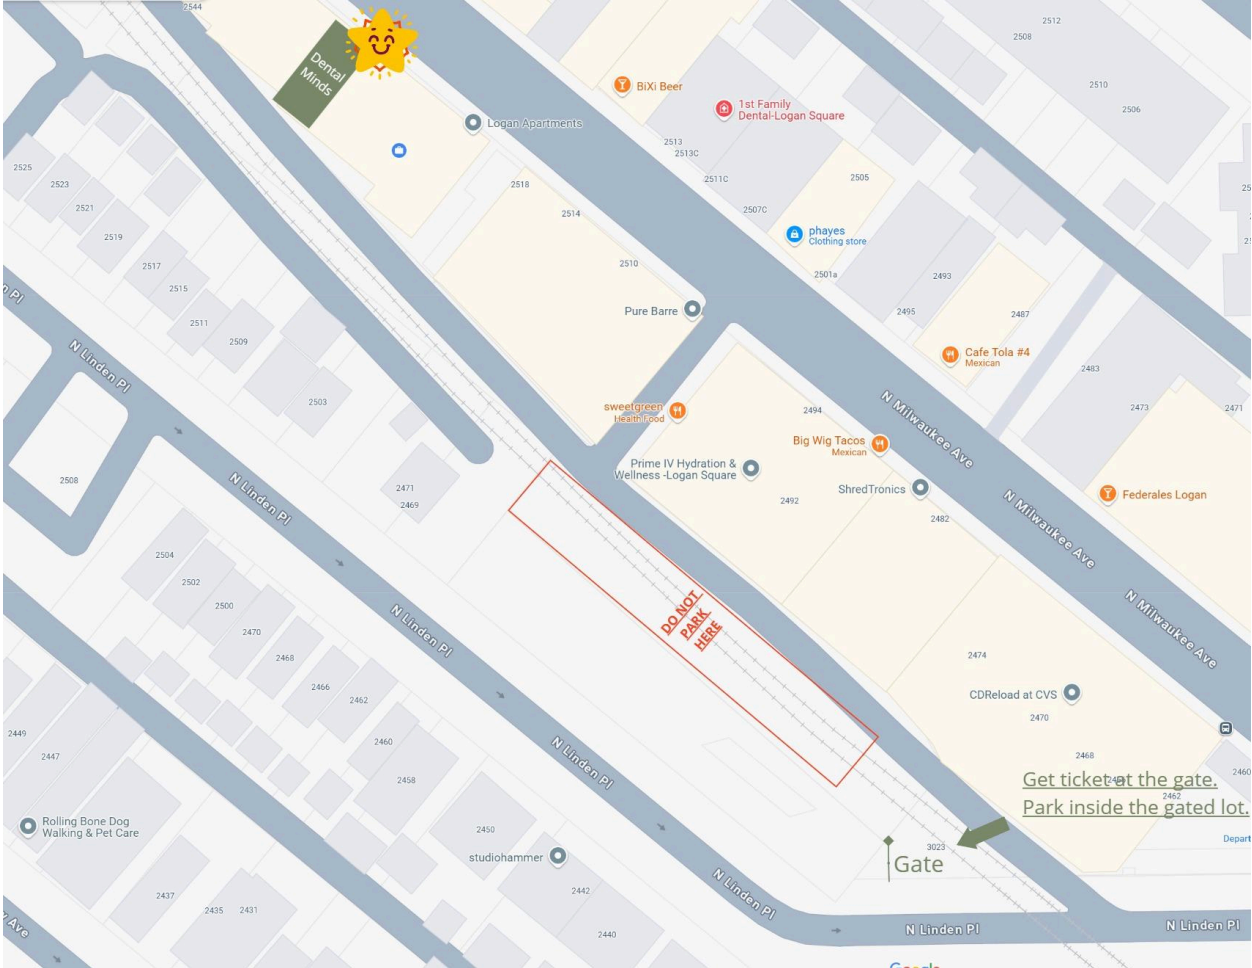 2544
2512
2508
Dental
Minds
BiXi Beer
2510
2506
1st Family
Dental-Logan Square
Logan Apartments
2513
2513C
2525
2523
2521
2519
2518
2514
2511C
2505
2507C
phayes
Clothing store
2517
2515
2511
2509
2510
2501a
2493
2495
2487
Pure Barre
N Linden Pl
2503
Cafe Tola #4
Mexican
2483
2473
2471
sweetgreen
Health Food
2494
N Milwaukee Ave
Big Wig Tacos
Mexican
Prime IV Hydration &
Wellness -Logan Square
2508
N Linden Pl
2471
2469
2492
ShredTronics
2482
N Milwaukee Ave
Federales Logan
2504
2502
2500
2470
2468
2466
2462
2460
2458
N Linden Pl
DO NOT
PARK
HERE
N Milwaukee Ave
2474
CDReload at CVS
2470
2468
2449
2447
N Linden Pl
Get ticket at the gate.
Park inside the gated lot.
2462
2460
Rolling Bone Dog
Walking & Pet Care
2450
studiohammer
3023
Gate
Depart
2437
2435
2431
2442
2440
N Linden Pl
N Linden Pl
N Linden Pl